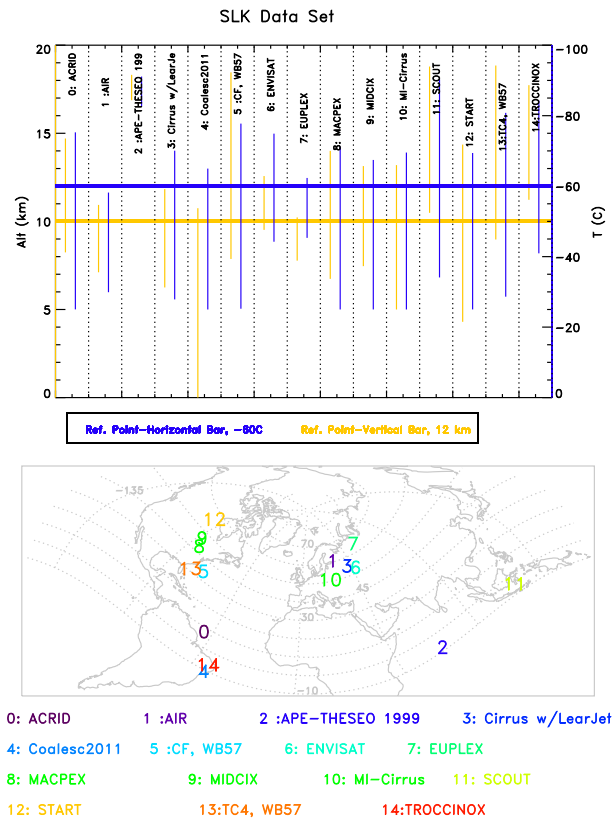 SLK Data Set
20
15
10
5
0
Alt (km)
-100
-80
-60
-40
-20
0
T (C)
0: ACRID
1 :AIR
2 :APE-THESEO 199
3: Cirrus w/LearJe
4: Coalesc2011
5 :CF, WB57
6: ENVISAT
7: EUPLEX
8: MACPEX
9: MIDCIX
10: MI-Cirrus
11: SCOUT
12: START
13:TC4, WB57
14:TROCCINOX
Ref. Point-Horizontal Bar, -60C Ref. Point-Vertical Bar, 12 km
-135
12
9
8
13
5
70
7
1
3
6
10
45
11
30
0
2
14
4
-10
0: ACRID 1 :AIR 2 :APE-THESEO 1999 3: Cirrus w/LearJet
4: Coalesc2011 5 :CF, WB57 6: ENVISAT 7: EUPLEX
8: MACPEX 9: MIDCIX 10: MI-Cirrus 11: SCOUT
12: START 13:TC4, WB57 14:TROCCINOX